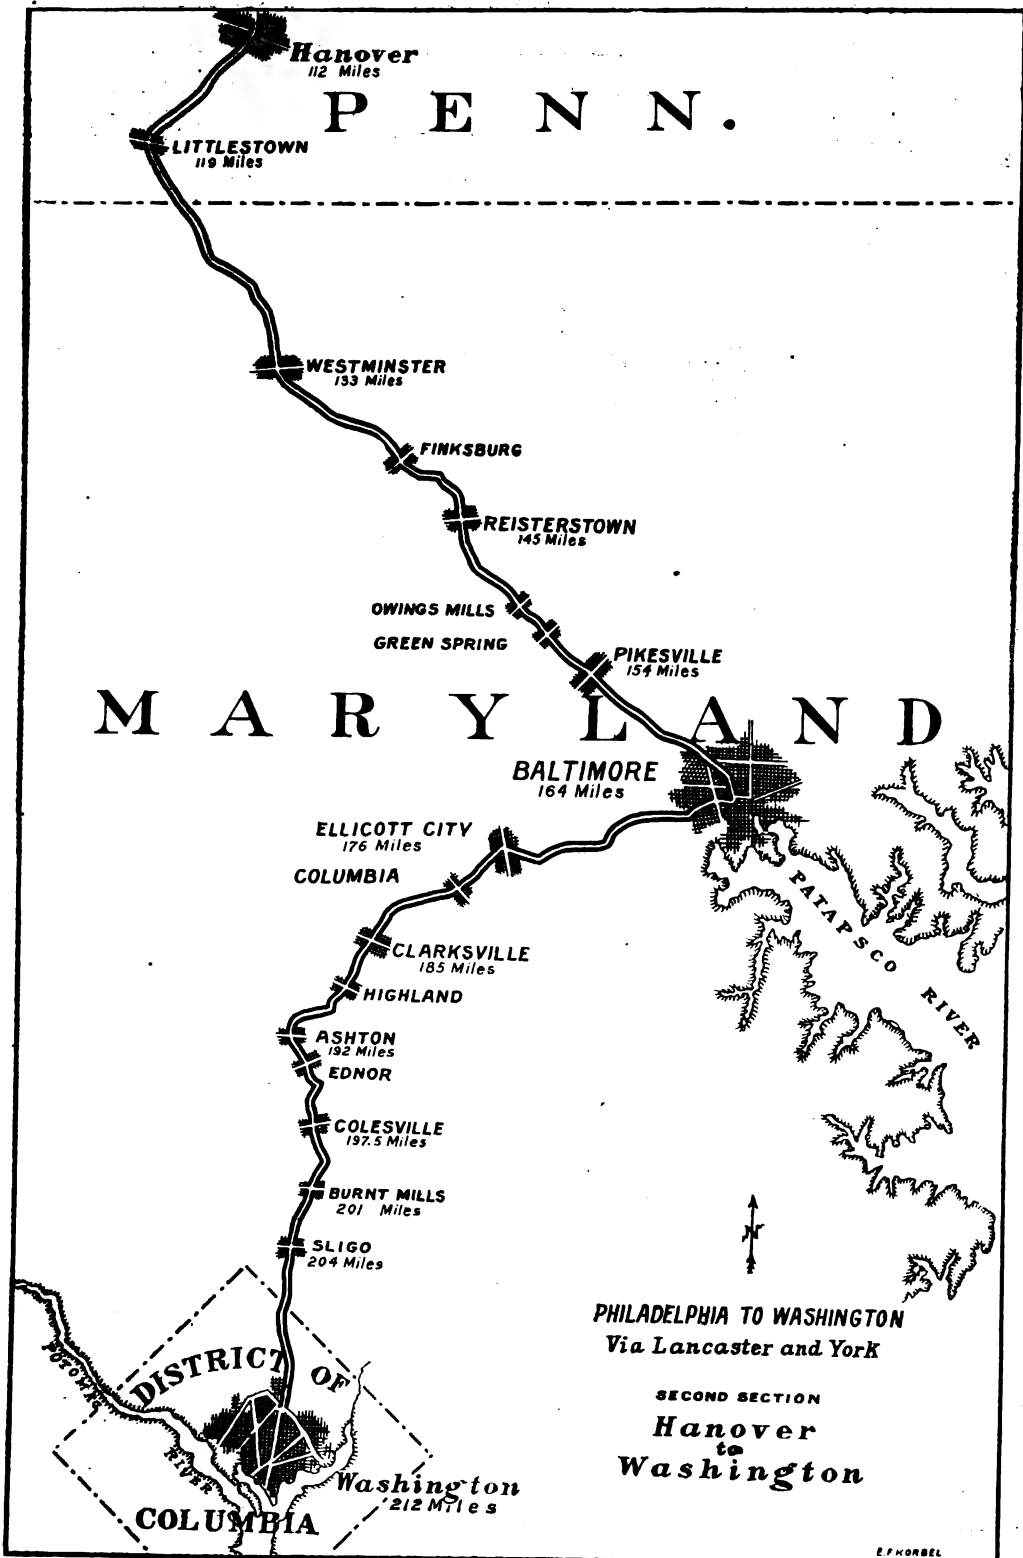 Hanover
112 Miles
PENN.
LITTLESTOWN
119 Miles
WESTMINSTER
133 Miles
FINKSBURG
REISTERSTOWN
145 Miles
OWINGS MILLS
GREEN SPRING
PIKESVILLE
154 Miles
MARYLAND
BALTIMORE
164 Miles
ELLICOTT CITY
176 Miles
COLUMBIA
PATAPSCO RIVER
CLARKSVILLE
185 Miles
HIGHLAND
ASHTON
192 Miles
EDNOR
COLESVILLE
197.5 Miles
BURNT MILLS
201 Miles
N
SLIGO
204 Miles
PHILADELPHIA TO WASHINGTON
Via Lancaster and York
SECOND SECTION
Hanover
to
Washington
POTOMAC
RIVER
DISTRICT OF
COLUMBIA
Washington
212 Miles
E.F KORBEL